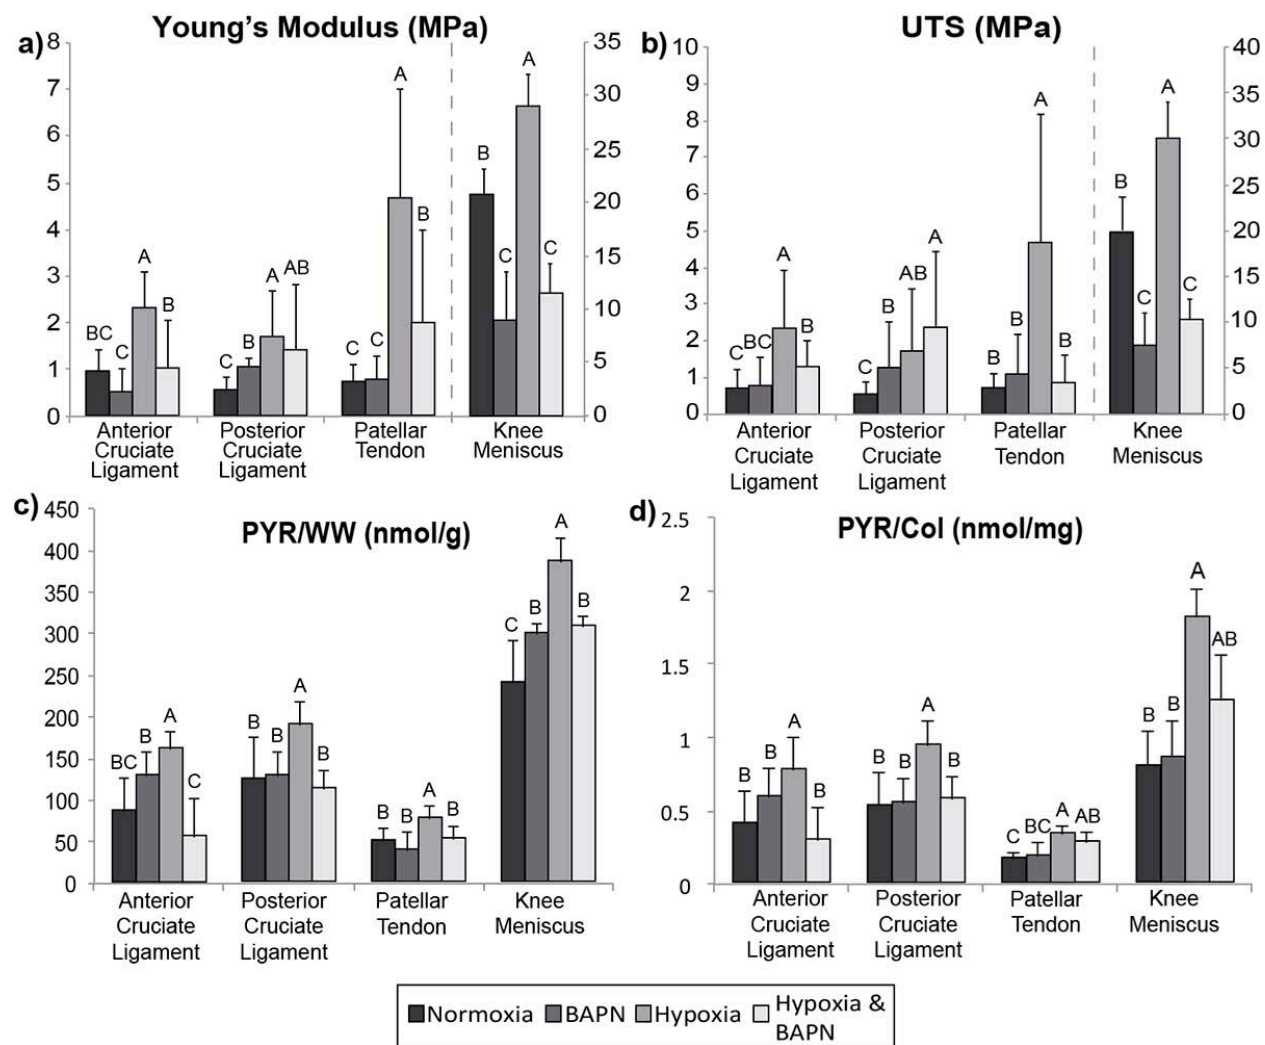 a)
Young's Modulus (MPa)
8
7
6
5
4
3
2
1
0
35
30
25
20
15
10
5
0
BC
C
A
B
C
B
A
AB
C
C
A
B
B
C
A
C
Anterior
Cruciate
Ligament
Posterior
Cruciate
Ligament
Patellar
Tendon
Knee
Meniscus
b)
UTS (MPa)
10
9
8
7
6
5
4
3
2
1
0
40
35
30
25
20
15
10
5
0
C
BC
A
B
C
B
AB
A
B
B
A
B
B
C
A
C
Anterior
Cruciate
Ligament
Posterior
Cruciate
Ligament
Patellar
Tendon
Knee
Meniscus
c)
PYR/WW (nmol/g)
450
400
350
300
250
200
150
100
50
0
BC
B
A
C
B
B
A
B
B
B
A
B
C
B
A
B
Anterior
Cruciate
Ligament
Posterior
Cruciate
Ligament
Patellar
Tendon
Knee
Meniscus
d)
PYR/Col (nmol/mg)
2.5
2
1.5
1
0.5
0
B
B
A
B
B
B
A
B
C
BC
A
AB
B
B
A
AB
Anterior
Cruciate
Ligament
Posterior
Cruciate
Ligament
Patellar
Tendon
Knee
Meniscus
Normoxia
BAPN
Hypoxia
Hypoxia &
BAPN